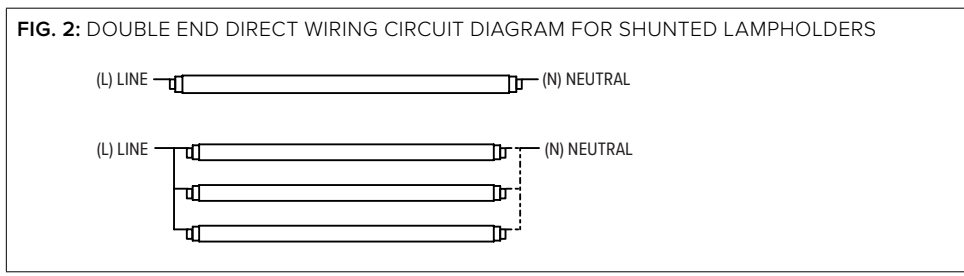 FIG. 2: DOUBLE END DIRECT WIRING CIRCUIT DIAGRAM FOR SHUNTED LAMPHOLDERS
(L) LINE (N) NEUTRAL
(L) LINE (N) NEUTRAL